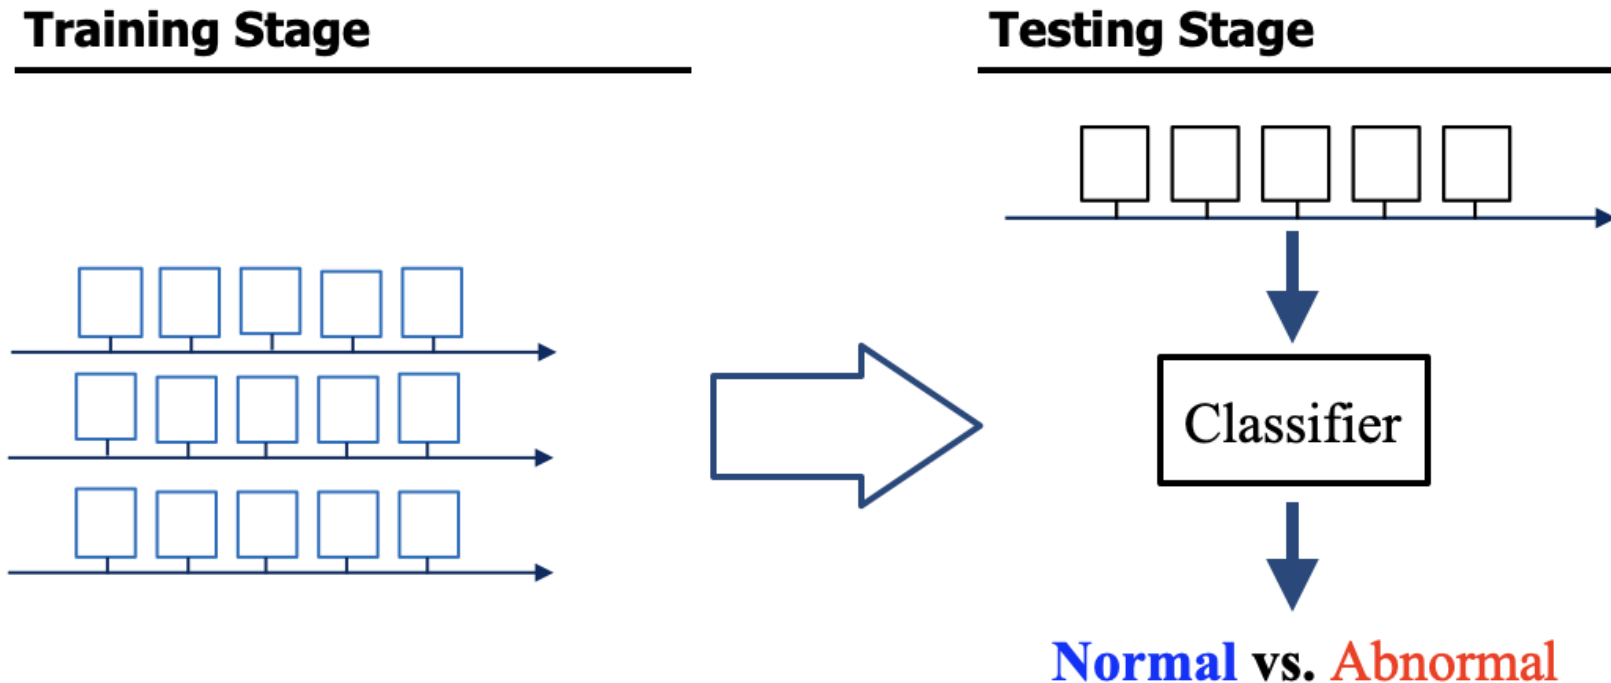 Training Stage
Testing Stage
Classifier
Normal vs. Abnormal